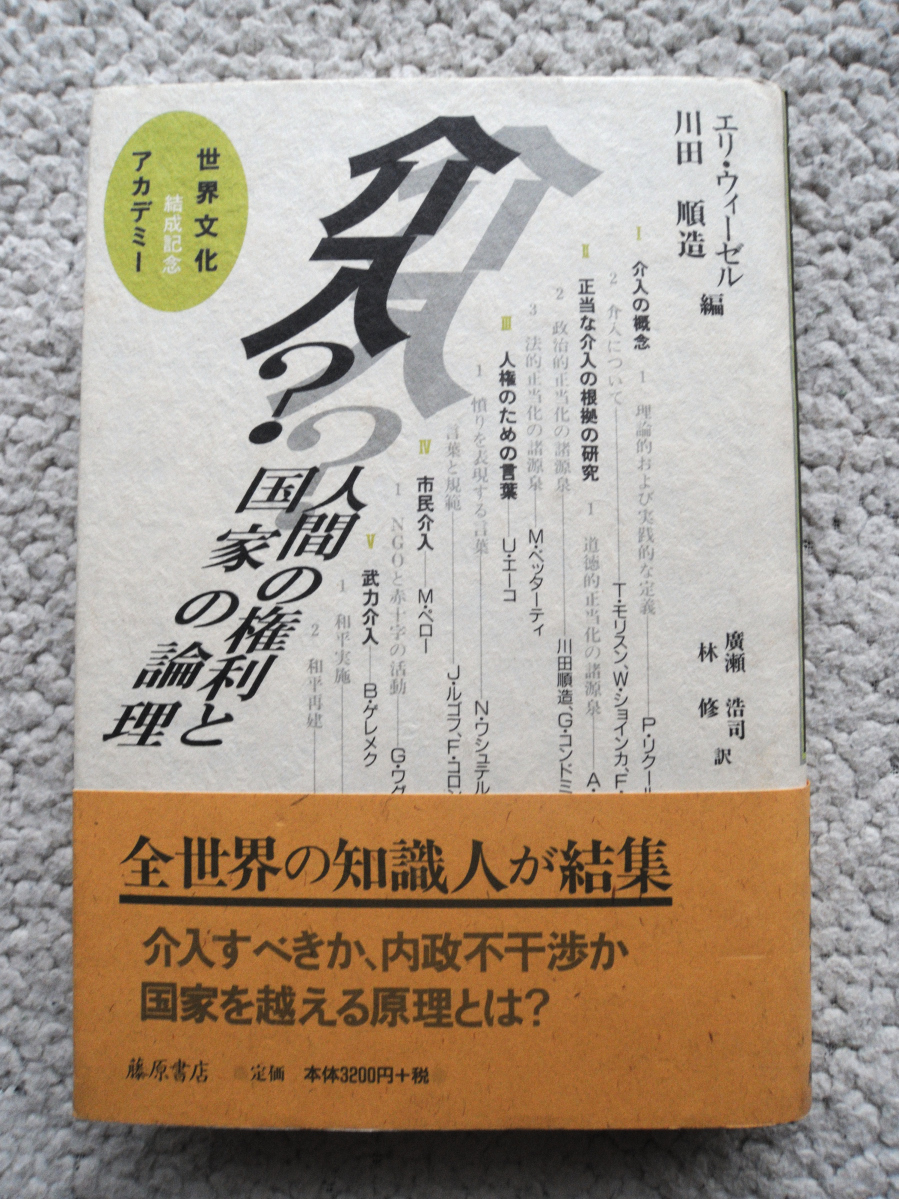 エリ・ウィーゼル
川田 順造 編
廣瀬 浩司
林 修 訳
世界文化
結成記念
アカデミー
介入?
介入?
人間の権利と
国家の論理
I 介入の概念 1 理論的および実践的な定義―P・リクール
2 介入について―T・モリスン、W・ショインカ、F・
II 正当な介入の根拠の研究 1 道徳的正当化の諸源泉―A・
2 政治的正当化の諸源泉―川田順造、G・コンドミ
3 法的正当化の諸源泉―M・ベッターティ
III 人権のための言葉―U・エーコ
1 憤りを表現する言葉―N・ウシュテル
言葉と規範―J・ルゴフ、F・コロン
IV 市民介入―M・ペロー
1 NGOと赤十字の活動―G・ウグ
V 武力介入―B・ゲレメク
1 和平実施
2 和平再建
全世界の知識人が結集
介入すべきか、内政不干渉か
国家を越える原理とは?
藤原書店 定価 本体3200円+税